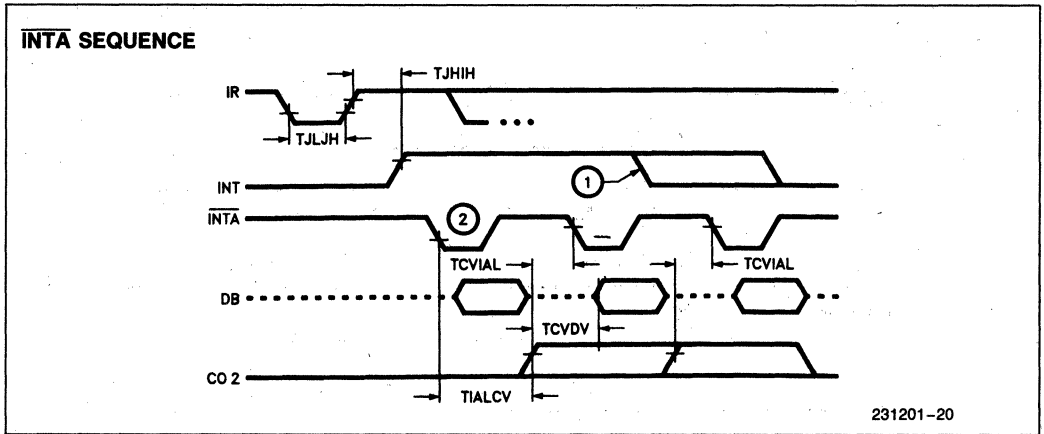 INTA SEQUENCE
TJHIH
IR
TJLJH
INT
1
INTA
2
TCVIAL
TCVIAL
DB
TCVDV
CO 2
TIALCV
231201-20